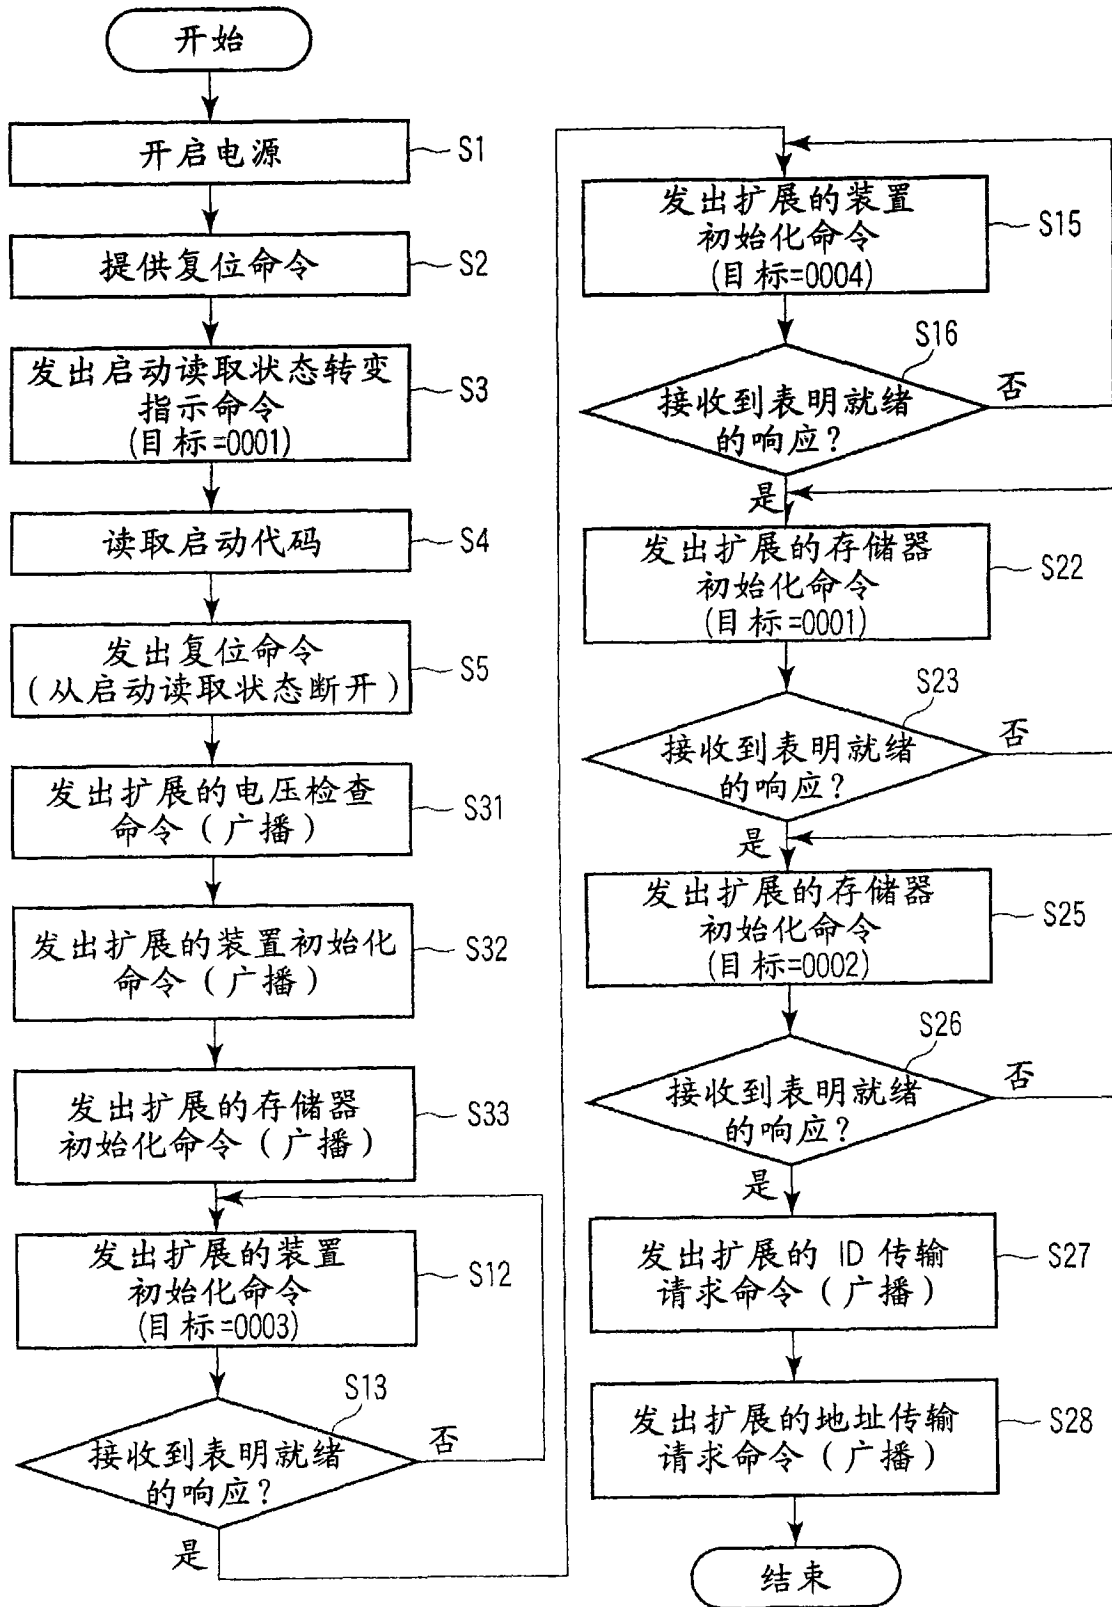 开始
开启电源
S1
提供复位命令
S2
发出启动读取状态转变
指示命令
(目标=0001)
S3
读取启动代码
S4
发出复位命令
(从启动读取状态断开)
S5
发出扩展的电压检查
命令(广播)
S31
发出扩展的装置初始化
命令(广播)
S32
发出扩展的存储器
初始化命令(广播)
S33
发出扩展的装置
初始化命令
(目标=0003)
S12
S13
接收到表明就绪
的响应?
否
是
发出扩展的装置
初始化命令
(目标=0004)
S15
S16
接收到表明就绪
的响应?
否
是
发出扩展的存储器
初始化命令
(目标=0001)
S22
S23
接收到表明就绪
的响应?
否
是
发出扩展的存储器
初始化命令
(目标=0002)
S25
S26
接收到表明就绪
的响应?
否
是
发出扩展的 ID 传输
请求命令(广播)
S27
发出扩展的地址传输
请求命令(广播)
S28
结束